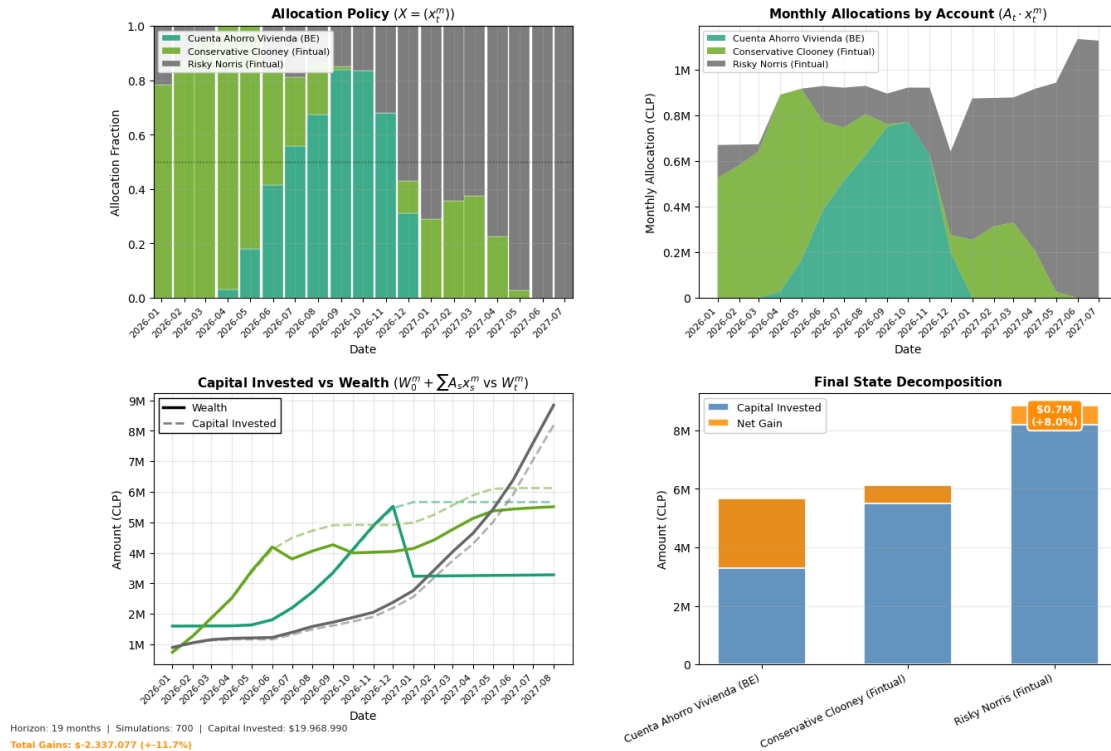 Allocation Policy (X = (x_t^m))
Cuenta Ahorro Vivienda (BE)
Conservative Clooney (Fintual)
Risky Norris (Fintual)
Allocation Fraction
1.0
0.8
0.6
0.4
0.2
0.0
2026-01
2026-02
2026-03
2026-04
2026-05
2026-06
2026-07
2026-08
2026-09
2026-10
2026-11
2026-12
2027-01
2027-02
2027-03
2027-04
2027-05
2027-06
2027-07
Date
Monthly Allocations by Account (A_t · x_t^m)
Cuenta Ahorro Vivienda (BE)
Conservative Clooney (Fintual)
Risky Norris (Fintual)
Monthly Allocation (CLP)
1M
0.8M
0.6M
0.4M
0.2M
0
2026-01
2026-02
2026-03
2026-04
2026-05
2026-06
2026-07
2026-08
2026-09
2026-10
2026-11
2026-12
2027-01
2027-02
2027-03
2027-04
2027-05
2027-06
2027-07
Date
Capital Invested vs Wealth (W_0^m + ∑A_s x_s^m vs W_t^m)
Wealth
Capital Invested
Amount (CLP)
9M
8M
7M
6M
5M
4M
3M
2M
1M
2026-01
2026-02
2026-03
2026-04
2026-05
2026-06
2026-07
2026-08
2026-09
2026-10
2026-11
2026-12
2027-01
2027-02
2027-03
2027-04
2027-05
2027-06
2027-07
2027-08
Date
Final State Decomposition
Capital Invested
Net Gain
$0.7M
(+8.0%)
Amount (CLP)
8M
6M
4M
2M
0
Cuenta Ahorro Vivienda (BE)
Conservative Clooney (Fintual)
Risky Norris (Fintual)
Horizon: 19 months | Simulations: 700 | Capital Invested: $19.968.990
Total Gains: $-2.337.077 (+-11.7%)